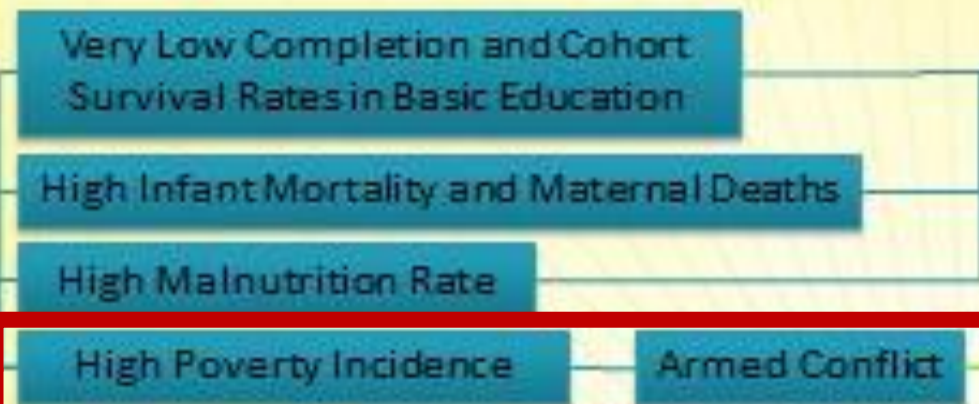 Very Low Completion and Cohort
Survival Rates in Basic Education
High Infant Mortality and Maternal Deaths
High Malnutrition Rate
High Poverty Incidence
Armed Conflict